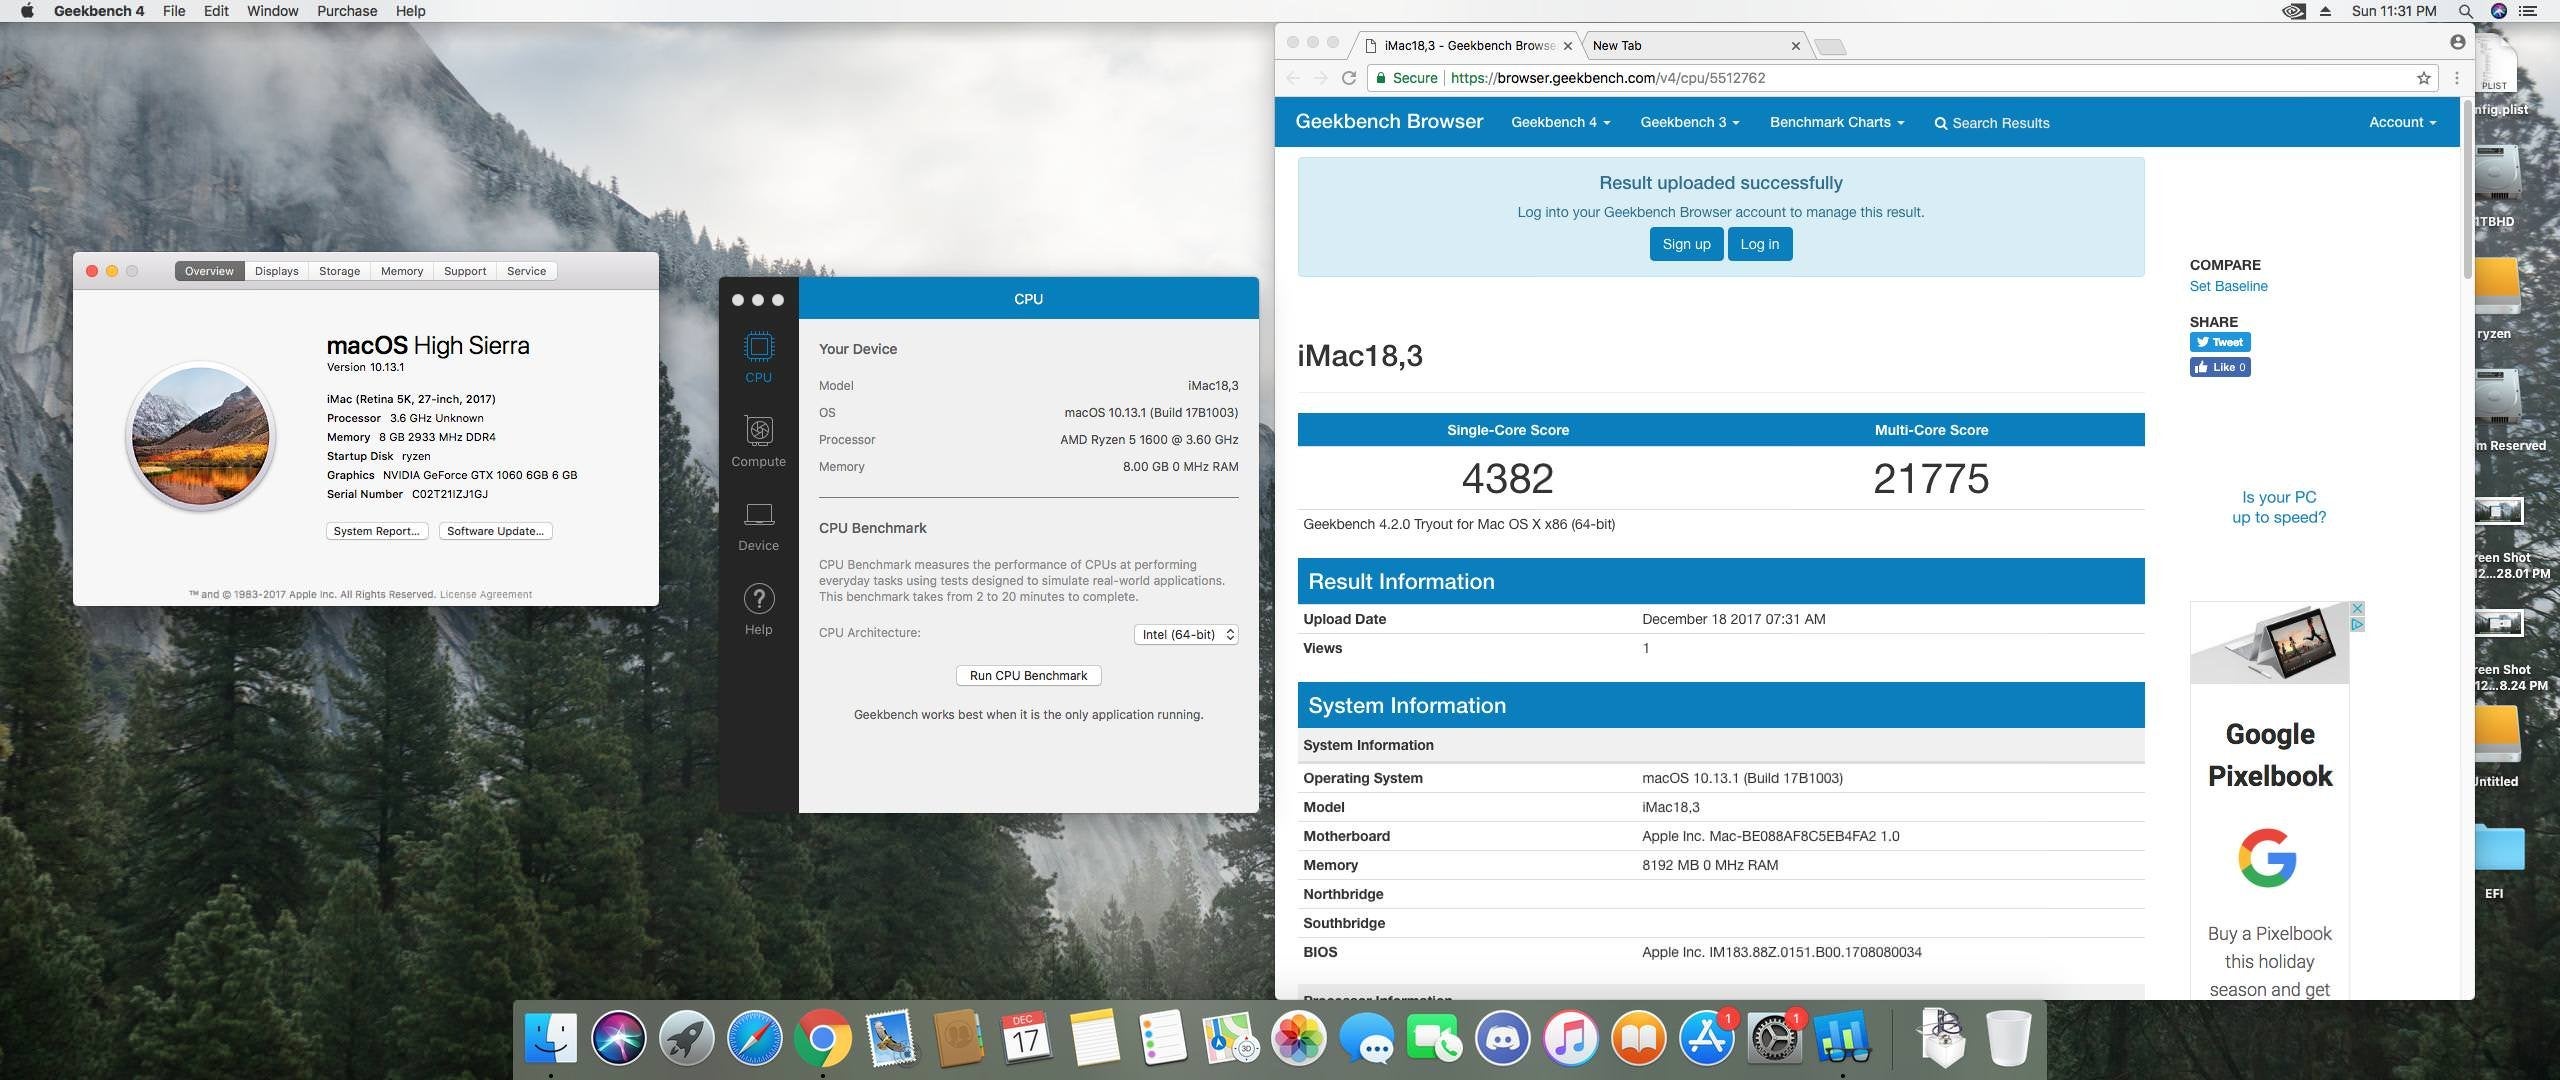 Geekbench 4 File Edit Window Purchase Help
Sun 11:31 PM
Overview Displays Storage Memory Support Service
macOS High Sierra
Version 10.13.1
iMac (Retina 5K, 27-inch, 2017)
Processor 3.6 GHz Unknown
Memory 8 GB 2933 MHz DDR4
Startup Disk ryzen
Graphics NVIDIA GeForce GTX 1060 6GB 6 GB
Serial Number C02T21IZJ1GJ
System Report... Software Update...
™ and © 1983-2017 Apple Inc. All Rights Reserved. License Agreement
CPU
Compute
Device
Help
CPU
Your Device
Model iMac18,3
OS macOS 10.13.1 (Build 17B1003)
Processor AMD Ryzen 5 1600 @ 3.60 GHz
Memory 8.00 GB 0 MHz RAM
CPU Benchmark
CPU Benchmark measures the performance of CPUs at performing
everyday tasks using tests designed to simulate real-world applications.
This benchmark takes from 2 to 20 minutes to complete.
CPU Architecture: Intel (64-bit)
Run CPU Benchmark
Geekbench works best when it is the only application running.
iMac18,3 - Geekbench Browse New Tab
Secure https://browser.geekbench.com/v4/cpu/5512762
Geekbench Browser Geekbench 4 Geekbench 3 Benchmark Charts Search Results Account
Result uploaded successfully
Log into your Geekbench Browser account to manage this result.
Sign up Log in
iMac18,3
Single-Core Score Multi-Core Score
4382 21775
Geekbench 4.2.0 Tryout for Mac OS X x86 (64-bit)
Result Information
Upload Date December 18 2017 07:31 AM
Views 1
System Information
System Information
Operating System macOS 10.13.1 (Build 17B1003)
Model iMac18,3
Motherboard Apple Inc. Mac-BE088AF8C5EB4FA2 1.0
Memory 8192 MB 0 MHz RAM
Northbridge
Southbridge
BIOS Apple Inc. IM183.88Z.0151.B00.1708080034
Processor Information
COMPARE
Set Baseline
SHARE
Tweet
Like 0
Is your PC
up to speed?
Google
Pixelbook
G
Buy a Pixelbook
this holiday
season and get
PLIST
nfig.plist
1TBHD
ryzen
m Reserved
reen Shot
12...28.01 PM
reen Shot
12...8.24 PM
Untitled
EFI
DEC
17
3D
1
1